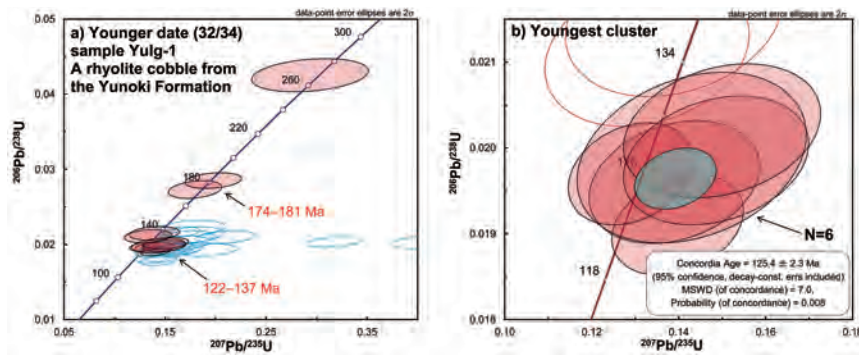 data-point error ellipses are 2σ
a) Younger date (32/34)
sample Yulg-1
A rhyolite cobble from
the Yunoki Formation
0.05
0.04
0.03
0.02
0.01
206Pb/238U
300
260
220
180
140
100
174–181 Ma
122–137 Ma
0.05
0.15
0.25
0.35
207Pb/235U
data-point error ellipses are 2σ
b) Youngest cluster
0.021
0.020
0.019
0.018
206Pb/238U
134
118
N=6
Concordia Age = 125.4 ± 2.3 Ma
(95% confidence, decay-const. errs included)
MSWD (of concordance) = 7.0,
Probability (of concordance) = 0.008
0.10
0.12
0.14
0.16
0.18
207Pb/235U